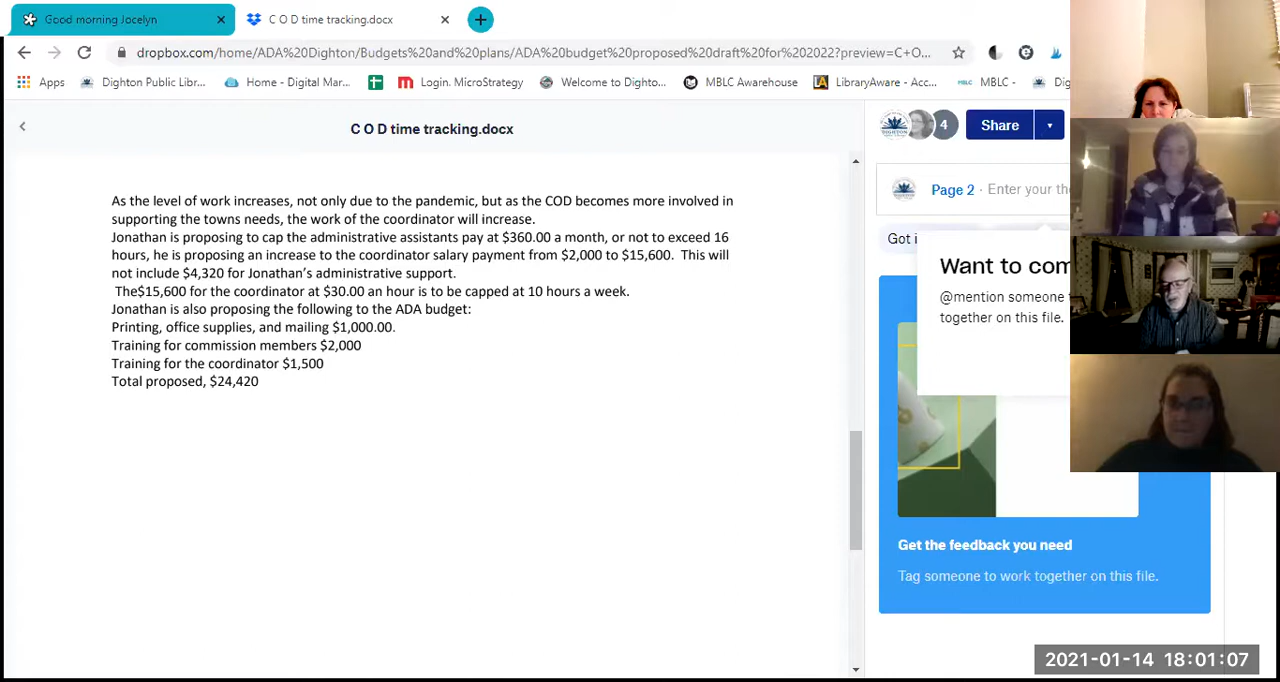 Good morning Jocelyn
C O D time tracking.docx
dropbox.com/home/ADA%20Dighton/Budgets%20and%20plans/ADA%20budget%20proposed%20draft%20for%202022?preview=C+O...
Apps
Dighton Public Libr...
Home - Digital Mar...
Login. MicroStrategy
Welcome to Dighto...
MBLC Awarehouse
LibraryAware - Acc...
MBLC -
Dig
C O D time tracking.docx
4
Share
As the level of work increases, not only due to the pandemic, but as the COD becomes more involved in
supporting the towns needs, the work of the coordinator will increase.
Jonathan is proposing to cap the administrative assistants pay at $360.00 a month, or not to exceed 16
hours, he is proposing an increase to the coordinator salary payment from $2,000 to $15,600. This will
not include $4,320 for Jonathan's administrative support.
The$15,600 for the coordinator at $30.00 an hour is to be capped at 10 hours a week.
Jonathan is also proposing the following to the ADA budget:
Printing, office supplies, and mailing $1,000.00.
Training for commission members $2,000
Training for the coordinator $1,500
Total proposed, $24,420
Page 2 · Enter your th
Got i
Want to com
@mention someone t
together on this file.
Get the feedback you need
Tag someone to work together on this file.
2021-01-14 18:01:07